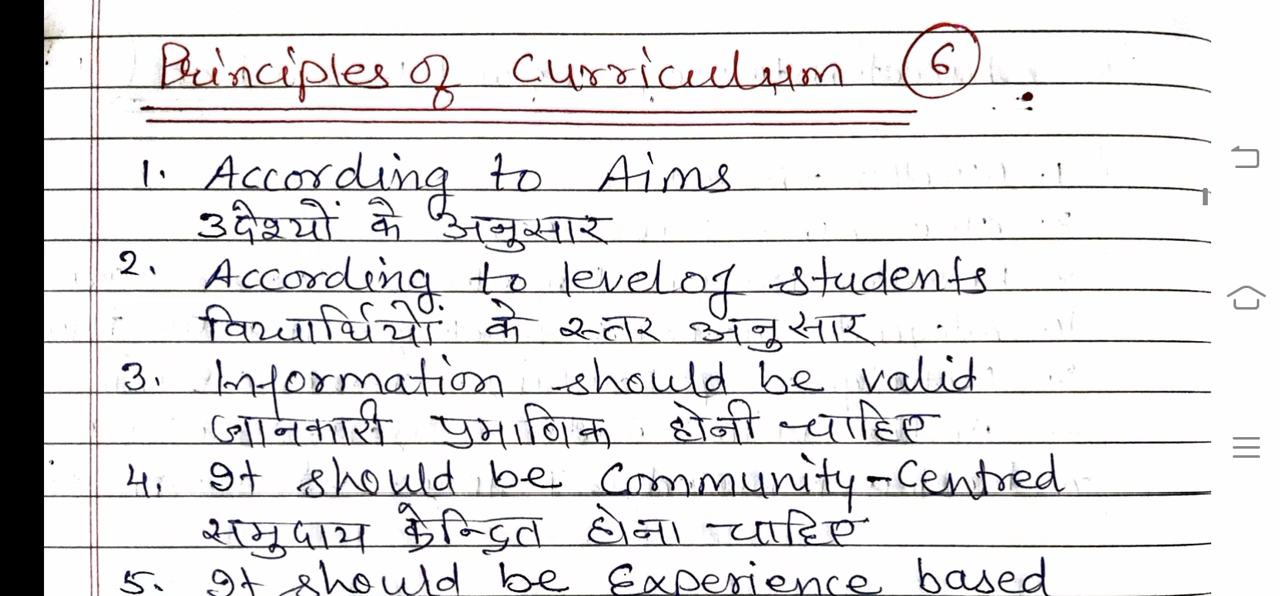 Principles of Curriculum 6
1. According to Aims
उदेश्यों के अनुसार
2. According to level of students
विद्यार्थियों के स्तर अनुसार
3. Information should be valid
जानकारी प्रमाणिक होनी चाहिए
4. It should be Community-Centred
समुदाय केन्द्रित होना चाहिए
5. It should be Experience based